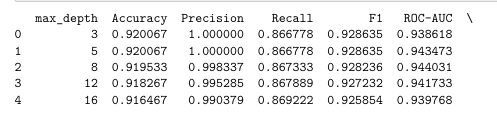 max_depth Accuracy Precision Recall F1 ROC-AUC \
0 3 0.920067 1.000000 0.866778 0.928635 0.938618
1 5 0.920067 1.000000 0.866778 0.928635 0.943473
2 8 0.919533 0.998337 0.867333 0.928236 0.944031
3 12 0.918267 0.995285 0.867889 0.927232 0.941733
4 16 0.916467 0.990379 0.869222 0.925854 0.939768